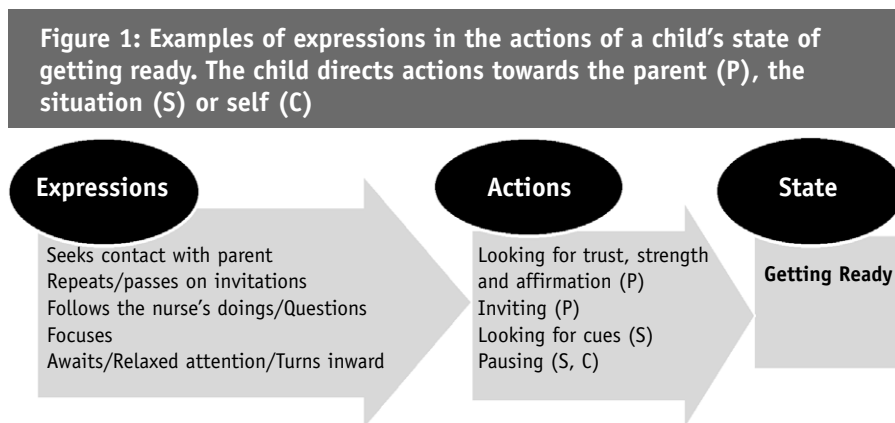 Figure 1: Examples of expressions in the actions of a child’s state of
getting ready. The child directs actions towards the parent (P), the
situation (S) or self (C)
Expressions
Seeks contact with parent
Repeats/passes on invitations
Follows the nurse’s doings/Questions
Focuses
Awaits/Relaxed attention/Turns inward
Actions
Looking for trust, strength
and affirmation (P)
Inviting (P)
Looking for cues (S)
Pausing (S, C)
State
Getting Ready